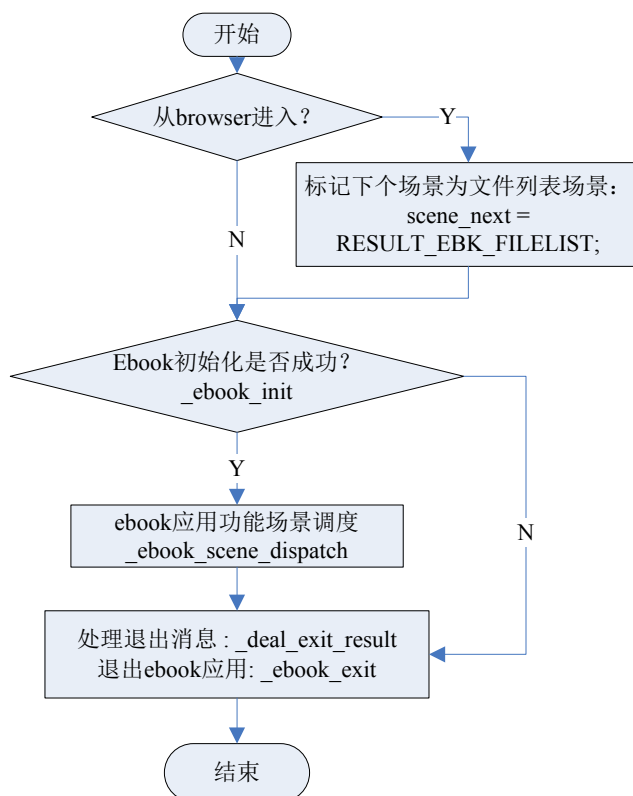 开始
从browser进入?
Y
标记下个场景为文件列表场景:
scene_next =
RESULT_EBK_FILELIST;
N
Ebook初始化是否成功?
_ebook_init
Y
N
ebook应用功能场景调度
_ebook_scene_dispatch
处理退出消息 : _deal_exit_result
退出ebook应用: _ebook_exit
结束